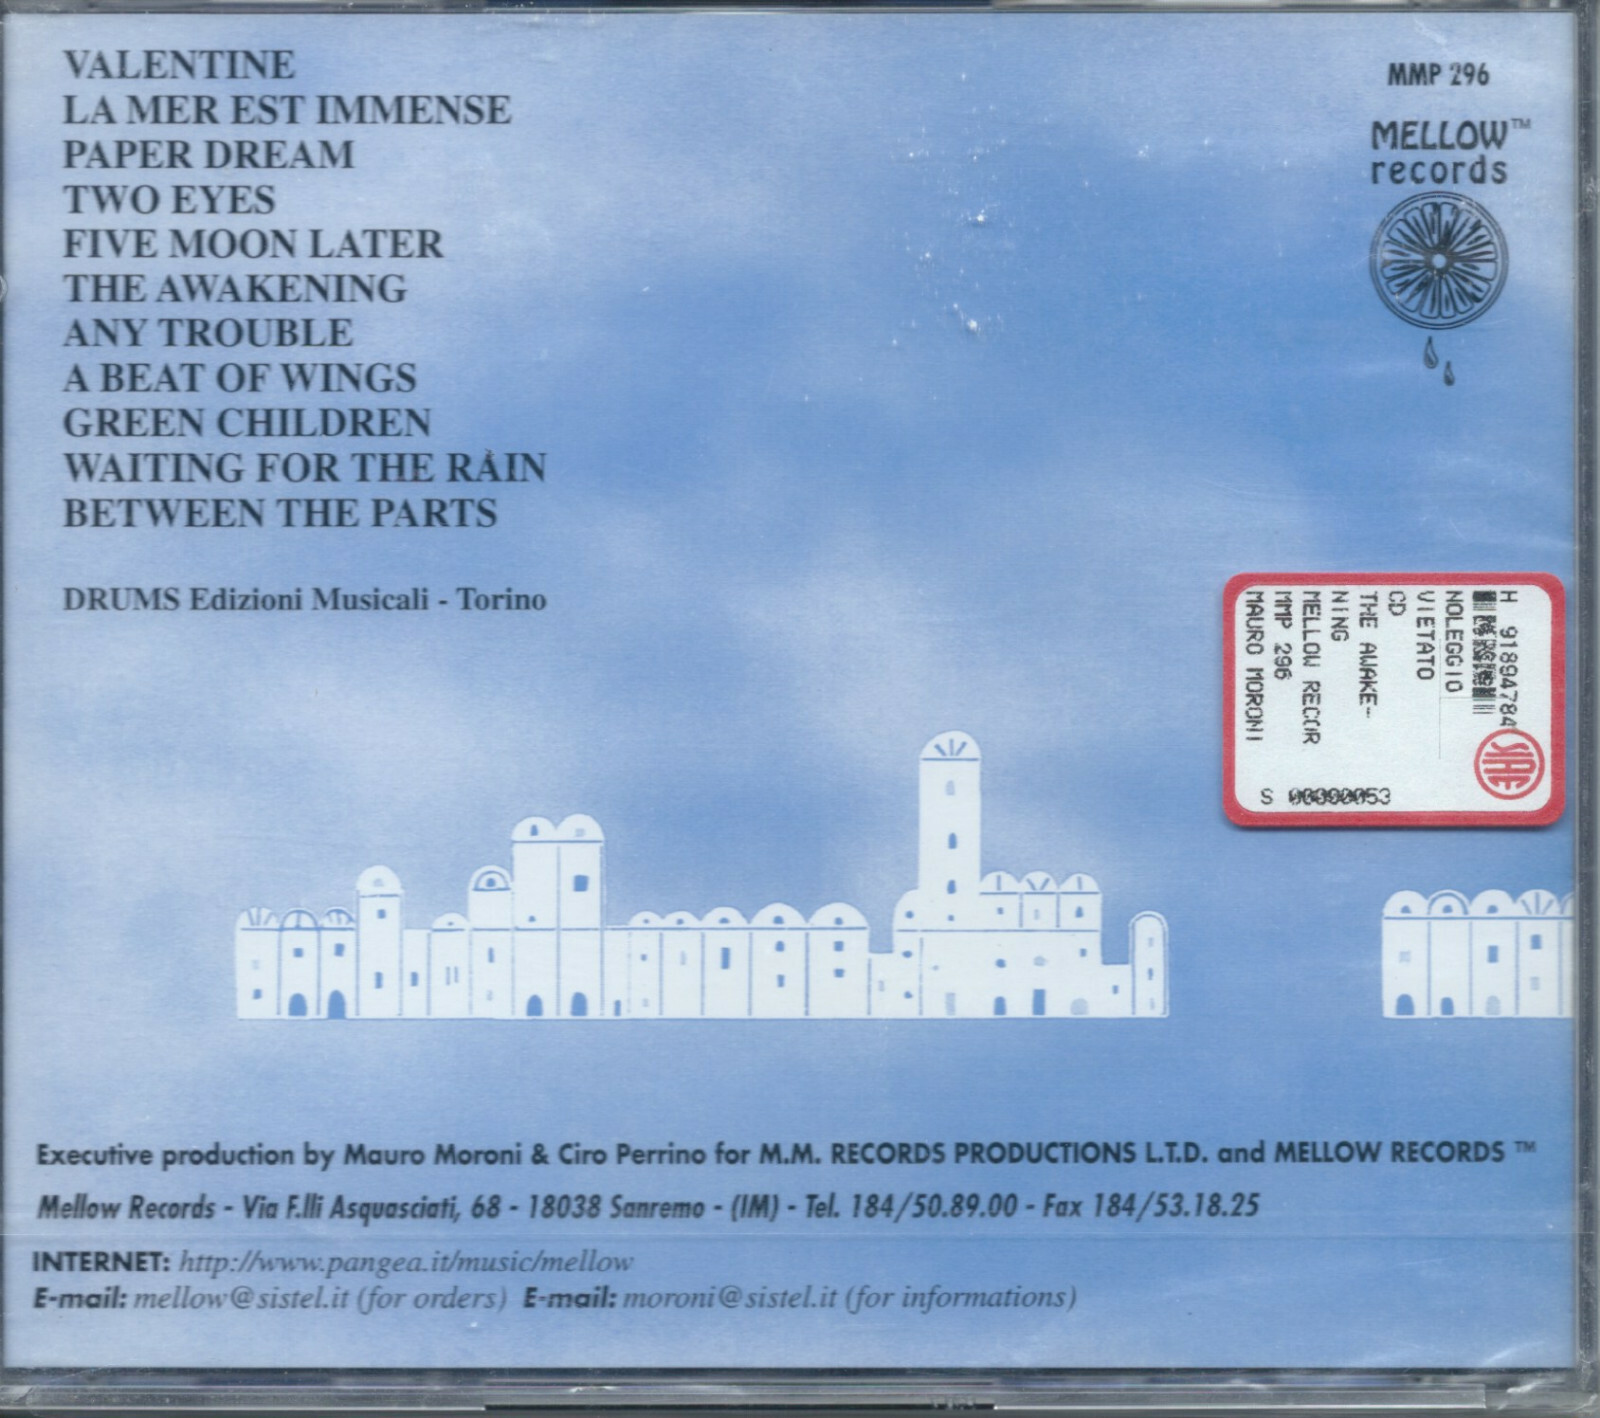 VALENTINE
LA MER EST IMMENSE
PAPER DREAM
TWO EYES
FIVE MOON LATER
THE AWAKENING
ANY TROUBLE
A BEAT OF WINGS
GREEN CHILDREN
WAITING FOR THE RAIN
BETWEEN THE PARTS
DRUMS Edizioni Musicali - Torino
MMP 296
MELLOW™
records
H 91894784
NOLEGGIO
VIETATO
CD
THE AWAKE-
NING
MELLOW RECOR
MMP 296
MAURO MORONI
SIAE
S
Executive production by Mauro Moroni & Ciro Perrino for M.M. RECORDS PRODUCTIONS L.T.D. and MELLOW RECORDS ™
Mellow Records - Via F.lli Asquasciati, 68 - 18038 Sanremo - (IM) - Tel. 184/50.89.00 - Fax 184/53.18.25
INTERNET: http://www.pangea.it/music/mellow
E-mail: mellow@sistel.it (for orders) E-mail: moroni@sistel.it (for informations)